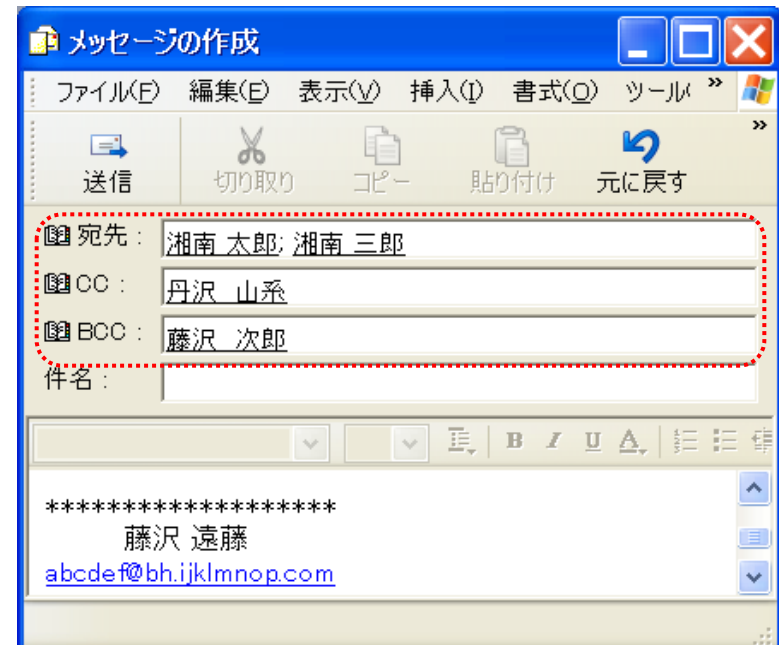 メッセージの作成
ファイル(F) 編集(E) 表示(V) 挿入(I) 書式(O) ツール( »
»
送信 切り取り コピー 貼り付け 元に戻す
宛先 : 湘南 太郎; 湘南 三郎
CC : 丹沢 山系
BCC : 藤沢 次郎
件名 :
B I U A
*******************
藤沢 遠藤
abcdef@bh.ijklmnop.com